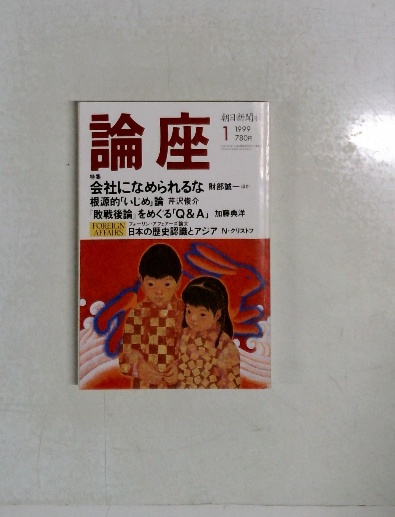 論座
朝日新聞社
1 1999
780円
特集
会社になめられるな 財部誠一 ほか
根源的「いじめ」論 芹沢俊介
「敗戦後論」をめぐる「Q&A」 加藤典洋
FOREIGN AFFAIRS フォーリン・アフェアーズ論文
日本の歴史認識とアジア N・クリストフ